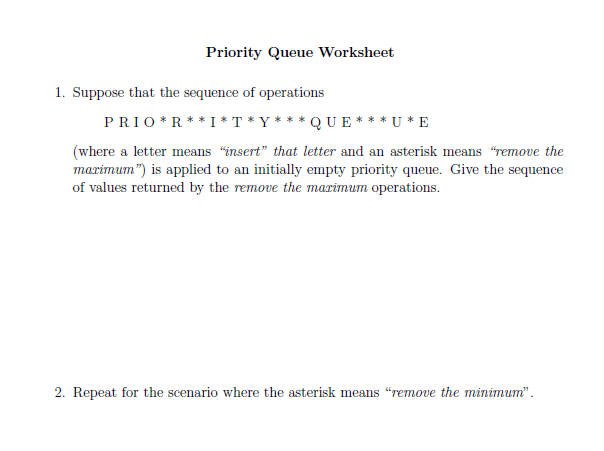 Priority Queue Worksheet
1. Suppose that the sequence of operations
P R I O * R * * I * T * Y * * * Q U E * * * U * E
(where a letter means “insert” that letter and an asterisk means “remove the
maximum”) is applied to an initially empty priority queue. Give the sequence
of values returned by the remove the maximum operations.
2. Repeat for the scenario where the asterisk means “remove the minimum”.